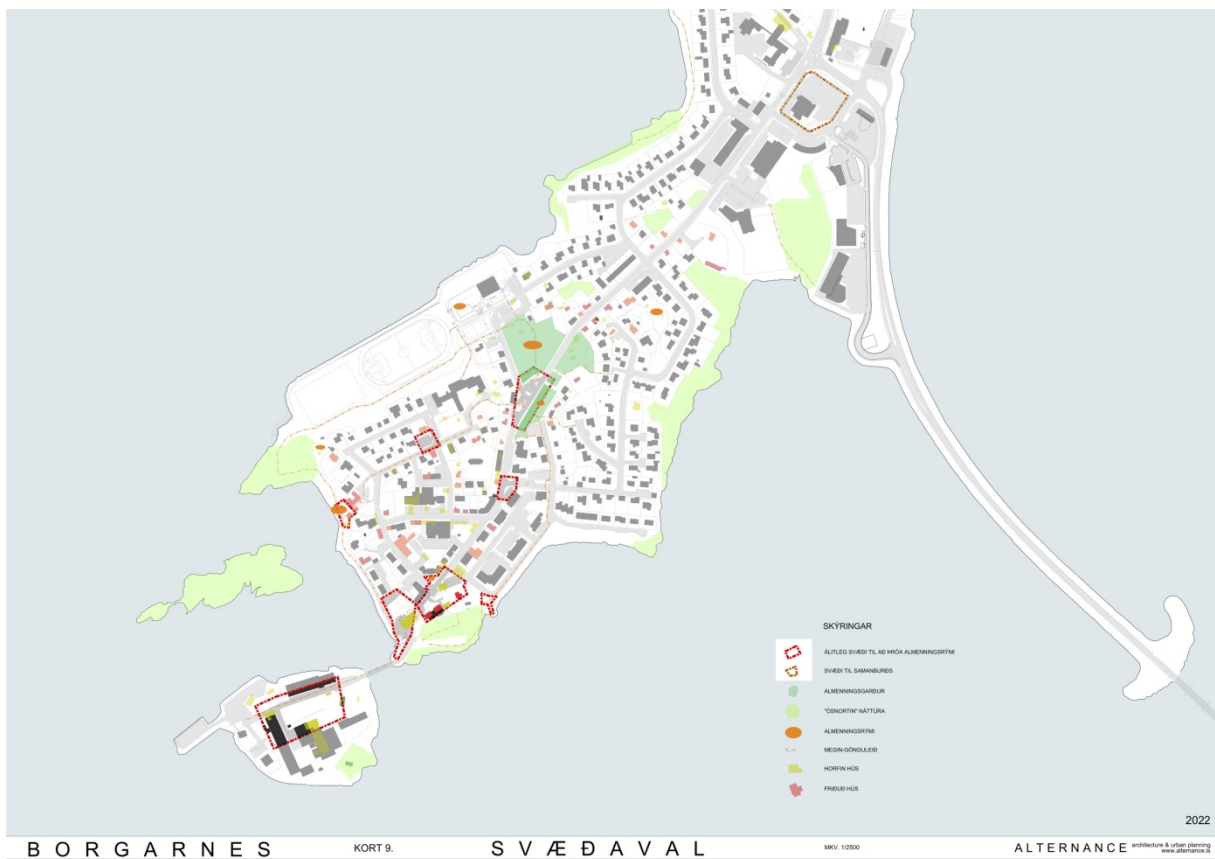 SKÝRINGAR
ÁLITLEG SVÆÐI TIL AÐ ÞRÓA ALMENNINGSRÝMI
SVÆÐI TIL SAMANBURÐS
ALMENNINGSGARÐUR
"ÓSNORTIN" NÁTTÚRA
ALMENNINGSRÝMI
MEGIN-GÖNGULEIÐ
HORFIN HÚS
FRIÐUÐ HÚS
2022
BORGARNES KORT 9. SVÆÐAVAL MKV. 1/2500 ALTERNANCE architecture & urban planning
www.alternance.is